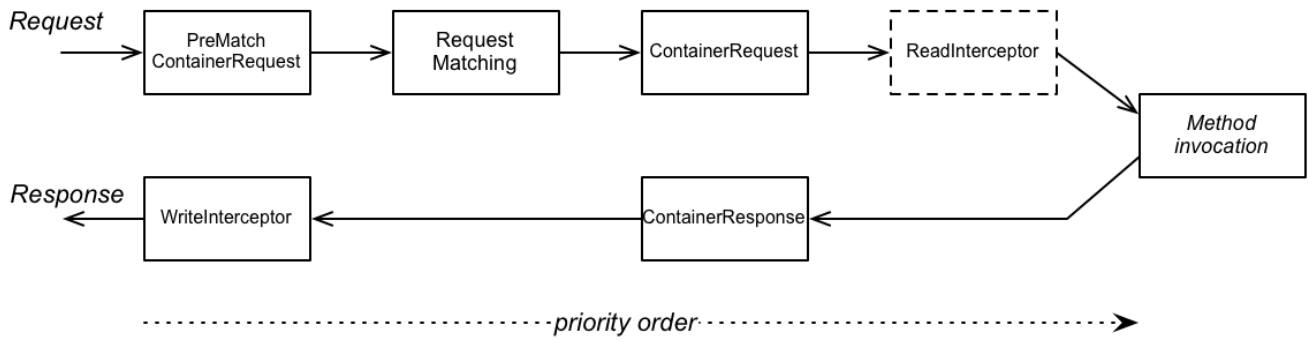 Request
PreMatch
ContainerRequest
Request
Matching
ContainerRequest
ReadInterceptor
Method
invocation
Response
WriteInterceptor
ContainerResponse
priority order